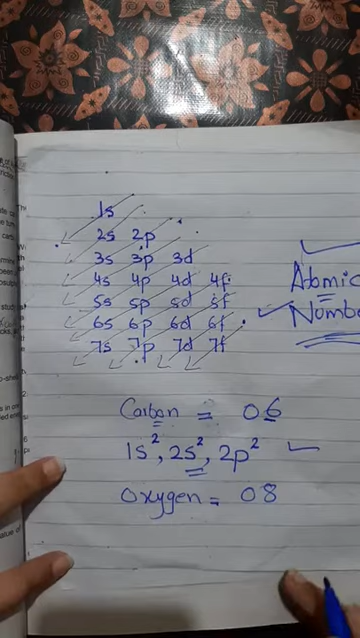 1s
2s 2p
3s 3p 3d
4s 4p 4d 4f
5s 5p 5d 5f
6s 6p 6d 6f
7s 7p 7d 7f
Atomic
Number
Carbon = 06
1s², 2s², 2p²
Oxygen = 08